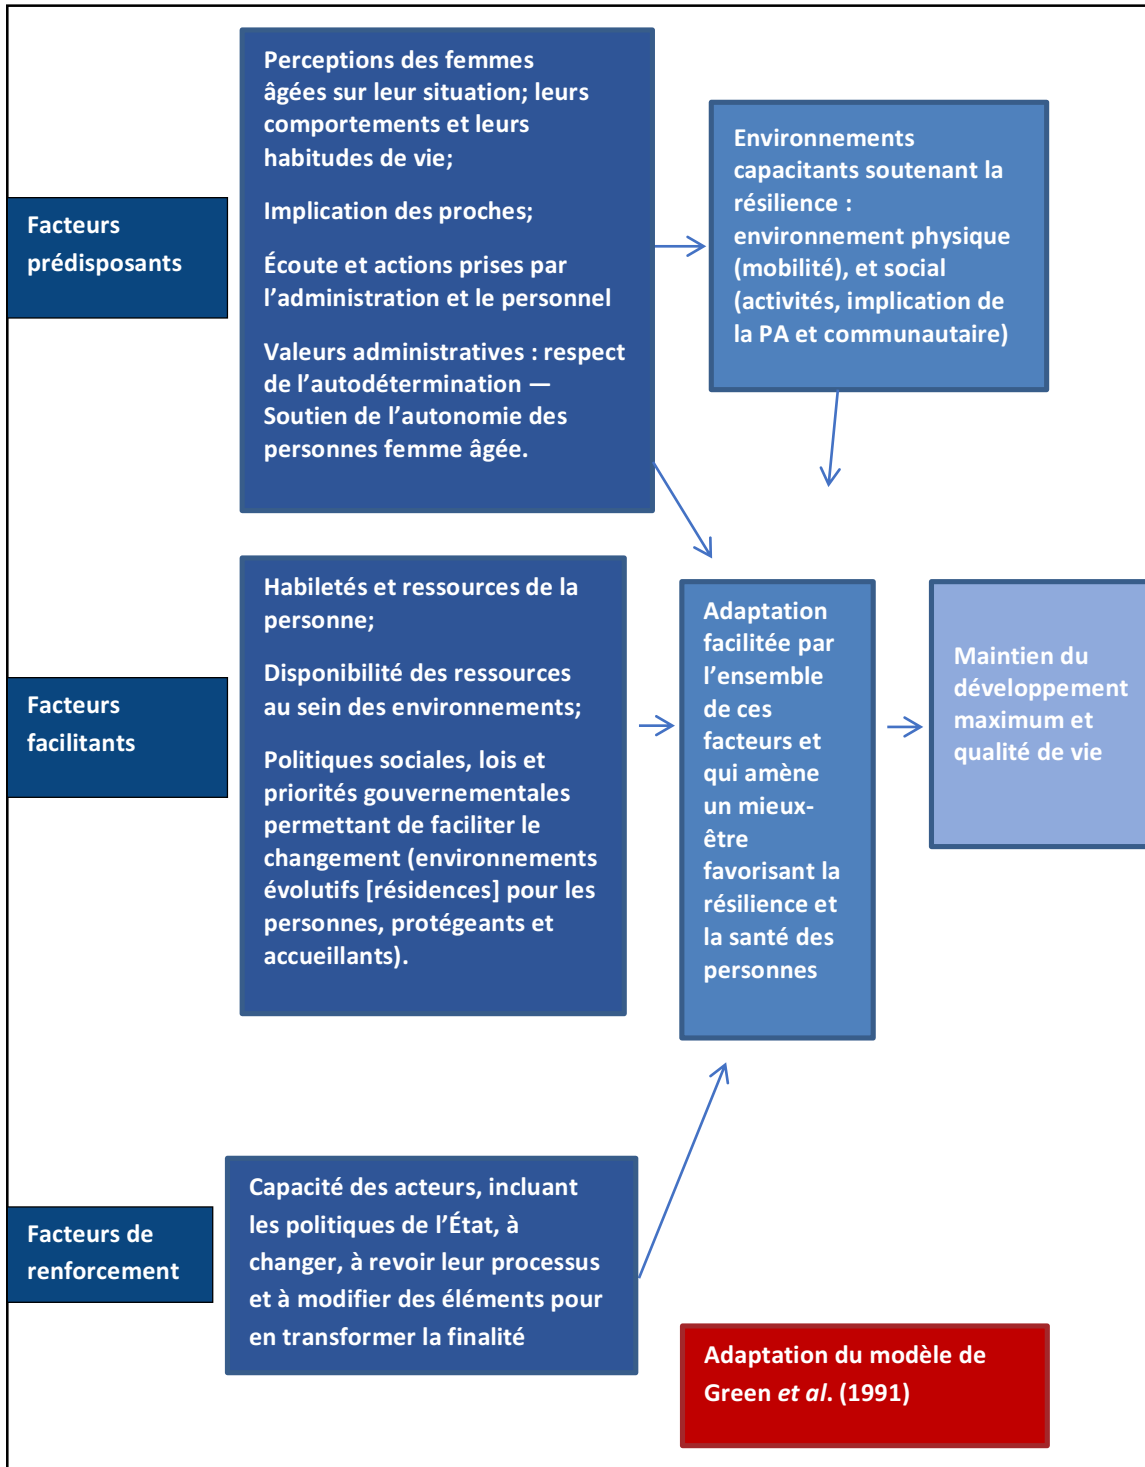 Facteurs
prédisposants
Perceptions des femmes
âgées sur leur situation; leurs
comportements et leurs
habitudes de vie;
Implication des proches;
Écoute et actions prises par
l’administration et le personnel
Valeurs administratives : respect
de l’autodétermination —
Soutien de l’autonomie des
personnes femme âgée.
Environnements
capacitants soutenant la
résilience :
environnement physique
(mobilité), et social
(activités, implication de
la PA et communautaire)
Facteurs
facilitants
Habiletés et ressources de la
personne;
Disponibilité des ressources
au sein des environnements;
Politiques sociales, lois et
priorités gouvernementales
permettant de faciliter le
changement (environnements
évolutifs [résidences] pour les
personnes, protégeants et
accueillants).
Adaptation
facilitée par
l’ensemble
de ces
facteurs et
qui amène
un mieux-
être
favorisant la
résilience et
la santé des
personnes
Maintien du
développement
maximum et
qualité de vie
Facteurs de
renforcement
Capacité des acteurs, incluant
les politiques de l’État, à
changer, à revoir leur processus
et à modifier des éléments pour
en transformer la finalité
Adaptation du modèle de
Green et al. (1991)